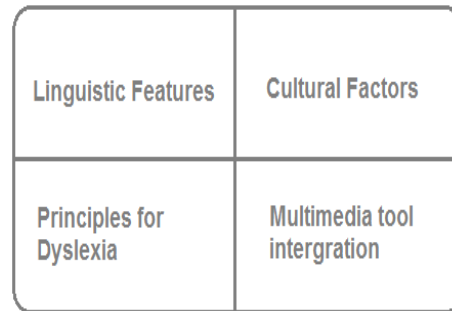 Linguistic Features
Cultural Factors
Principles for
Dyslexia
Multimedia tool
intergration